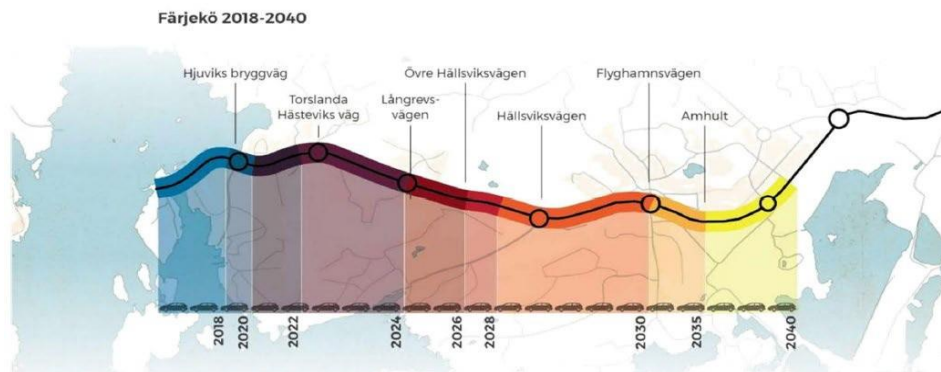 Färjekö 2018-2040
Hjuviks bryggväg
Torslanda
Hästeviks väg
Långrevs-
vägen
Övre Hällsviksvägen
Hällsviksvägen
Flyghamnsvägen
Amhult
2018
2020
2022
2024
2026
2028
2030
2035
2040